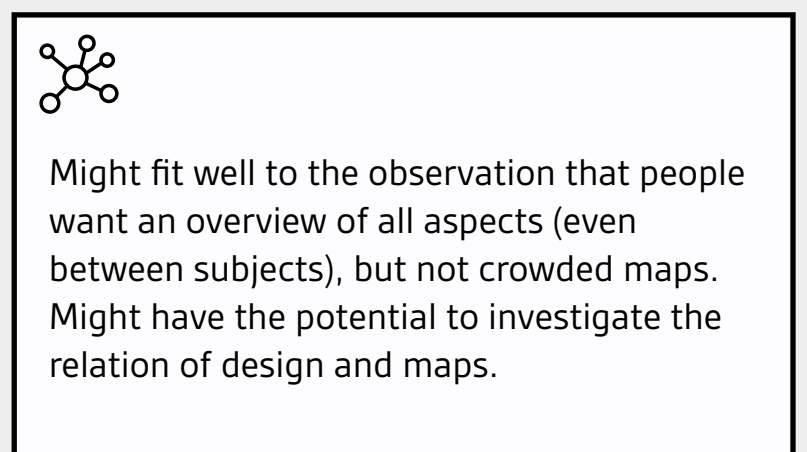 Might fit well to the observation that people
want an overview of all aspects (even
between subjects), but not crowded maps.
Might have the potential to investigate the
relation of design and maps.